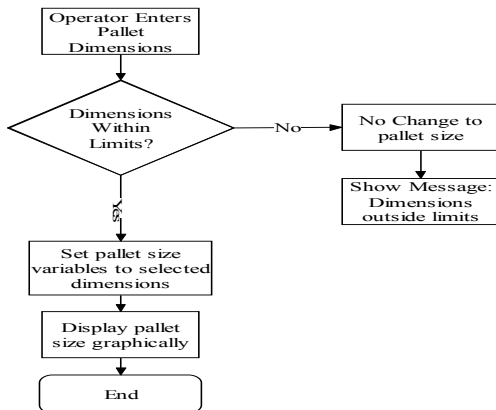 Operator Enters
Pallet
Dimensions
Dimensions
Within
Limits?
No
No Change to
pallet size
Show Message:
Dimensions
outside limits
Yes
Set pallet size
variables to selected
dimensions
Display pallet
size graphically
End